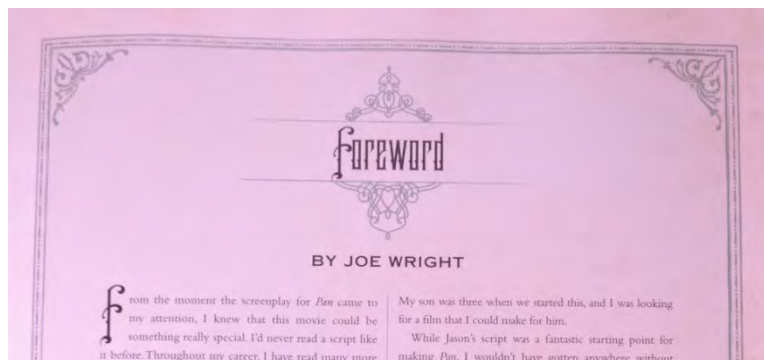 Foreword
BY JOE WRIGHT
From the moment the screenplay for Pan came to
my attention, I knew that this movie could be
something really special. I'd never read a script like
it before. Throughout my career, I have read many more
My son was three when we started this, and I was looking
for a film that I could make for him.
While Jason's script was a fantastic starting point for
making Pan, I wouldn't have gotten anywhere without